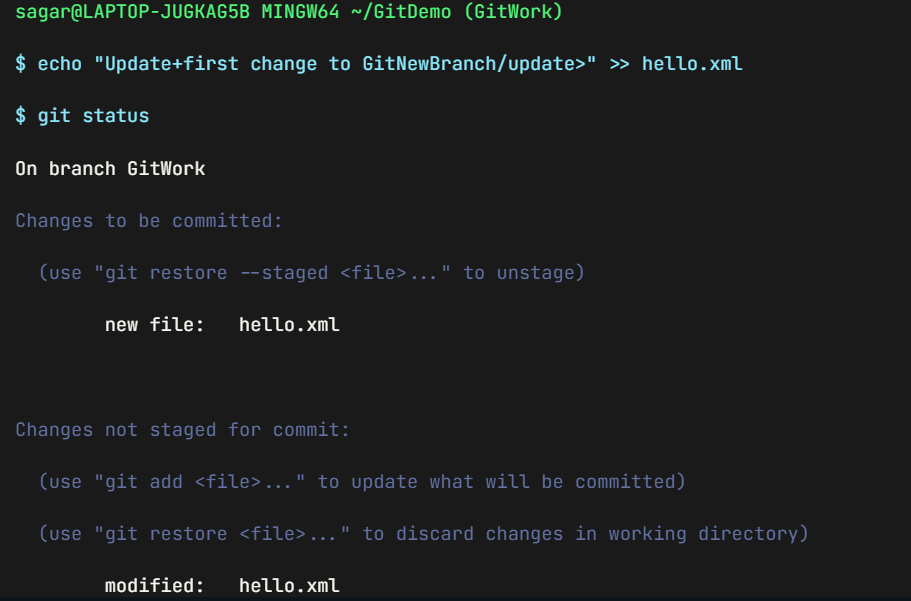 sagar@LAPTOP-JUGKAG5B MINGW64 ~/GitDemo (GitWork)
$ echo "Update+first change to GitNewBranch/update>" >> hello.xml
$ git status
On branch GitWork
Changes to be committed:
(use "git restore --staged <file>..." to unstage)
new file:   hello.xml
Changes not staged for commit:
(use "git add <file>..." to update what will be committed)
(use "git restore <file>..." to discard changes in working directory)
modified:   hello.xml